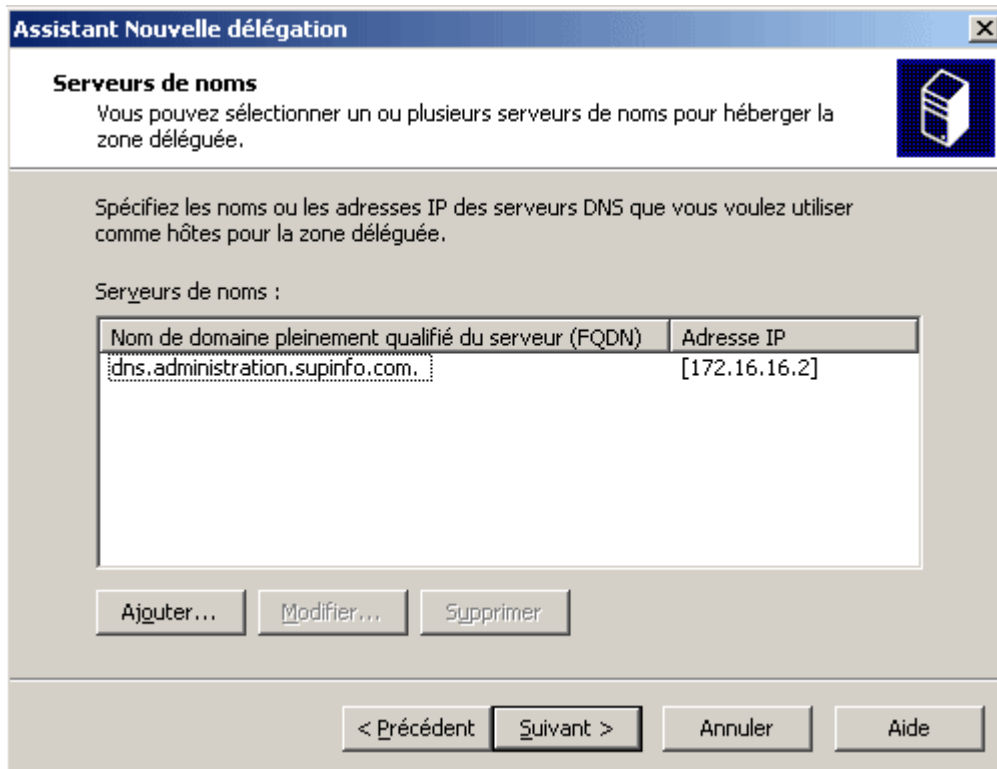 Assistant Nouvelle délégation
Serveurs de noms
Vous pouvez sélectionner un ou plusieurs serveurs de noms pour héberger la
zone déléguée.
Spécifiez les noms ou les adresses IP des serveurs DNS que vous voulez utiliser
comme hôtes pour la zone déléguée.
Serveurs de noms :
Nom de domaine pleinement qualifié du serveur (FQDN) Adresse IP
dns.administration.supinfo.com. [172.16.16.2]
Ajouter... Modifier... Supprimer
< Précédent Suivant > Annuler Aide